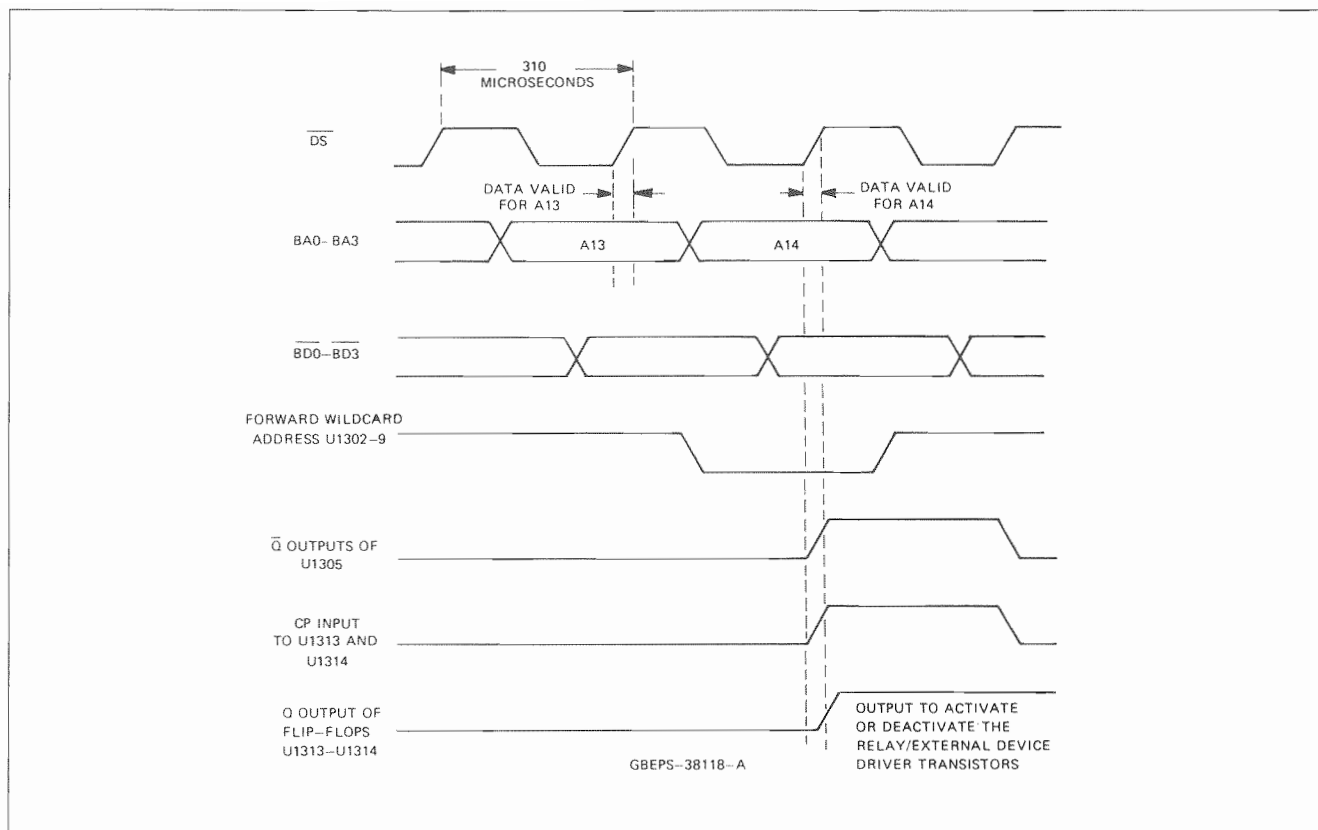 310
MICROSECONDS
DS
DATA VALID
FOR A13
DATA VALID
FOR A14
BA0-BA3
A13
A14
BD0-BD3
FORWARD WILDCARD
ADDRESS U1302-9
Q OUTPUTS OF
U1305
CP INPUT
TO U1313 AND
U1314
Q OUTPUT OF
FLIP-FLOPS
U1313-U1314
OUTPUT TO ACTIVATE
OR DEACTIVATE THE
RELAY/EXTERNAL DEVICE
DRIVER TRANSISTORS
GBEPS-38118-A